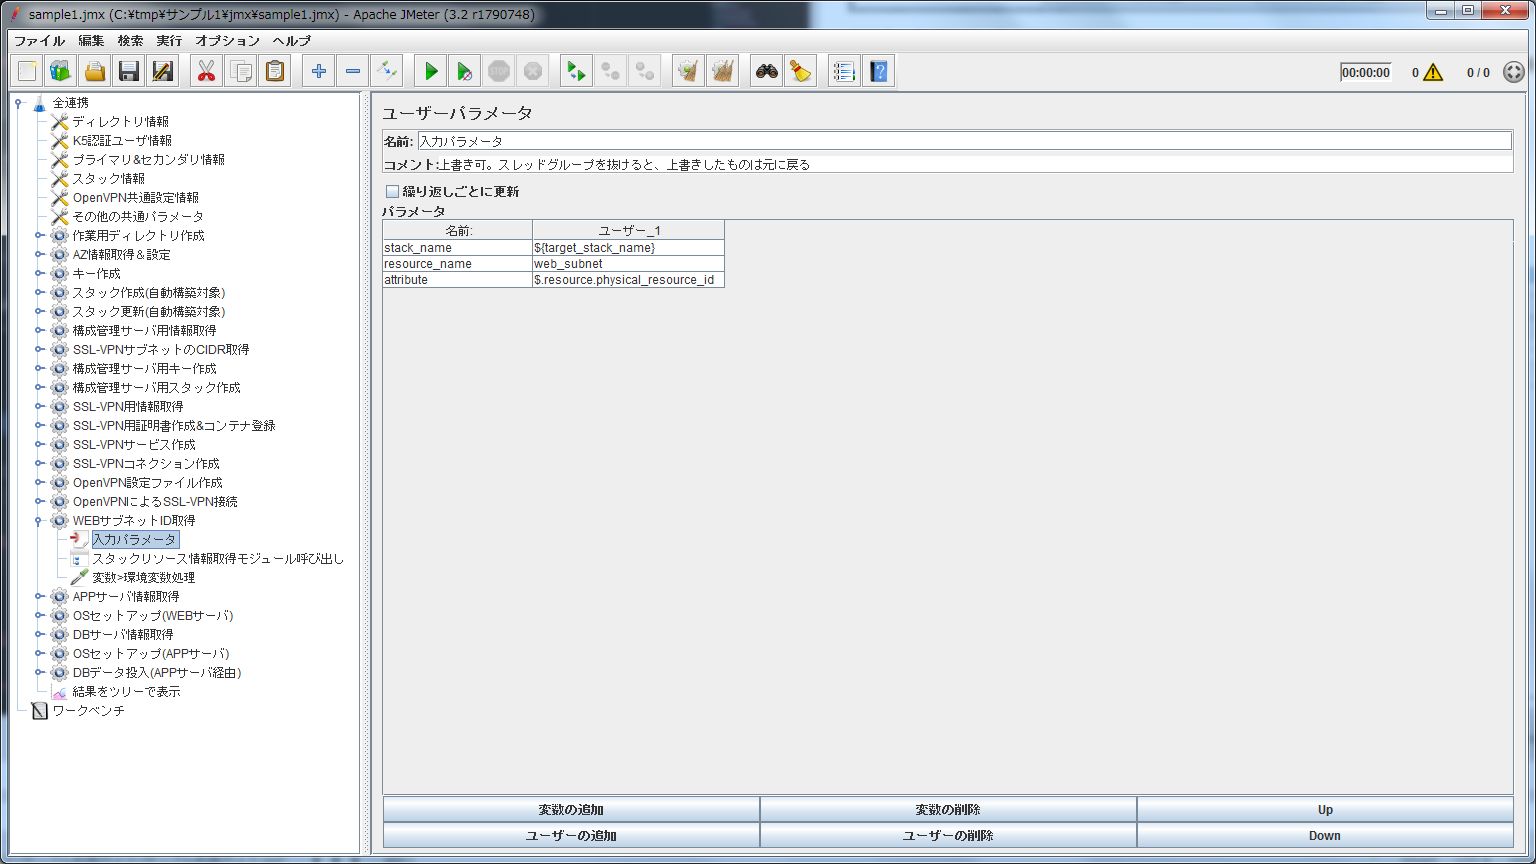 sample1.jmx (C:¥tmp¥サンプル1¥jmx¥sample1.jmx) - Apache JMeter (3.2 r1790748)
ファイル 編集 検索 実行 オプション ヘルプ
STOP
00:00:00 0 0 / 0
全連携
ディレクトリ情報
K5認証ユーザ情報
プライマリ&セカンダリ情報
スタック情報
OpenVPN共通設定情報
その他の共通パラメータ
作業用ディレクトリ作成
AZ情報取得＆設定
キー作成
スタック作成(自動構築対象)
スタック更新(自動構築対象)
構成管理サーバ用情報取得
SSL-VPNサブネットのCIDR取得
構成管理サーバ用キー作成
構成管理サーバ用スタック作成
SSL-VPN用情報取得
SSL-VPN用証明書作成&コンテナ登録
SSL-VPNサービス作成
SSL-VPNコネクション作成
OpenVPN設定ファイル作成
OpenVPNによるSSL-VPN接続
WEBサブネットID取得
入力パラメータ
スタックリソース情報取得モジュール呼び出し
変数>環境変数処理
APPサーバ情報取得
OSセットアップ(WEBサーバ)
DBサーバ情報取得
OSセットアップ(APPサーバ)
DBデータ投入(APPサーバ経由)
結果をツリーで表示
ワークベンチ
ユーザーパラメータ
名前: 入力パラメータ
コメント: 上書き可。スレッドグループを抜けると、上書きしたものは元に戻る
繰り返しごとに更新
パラメータ
名前: ユーザー_1
stack_name ${target_stack_name}
resource_name web_subnet
attribute $.resource.physical_resource_id
変数の追加 変数の削除 Up
ユーザーの追加 ユーザーの削除 Down